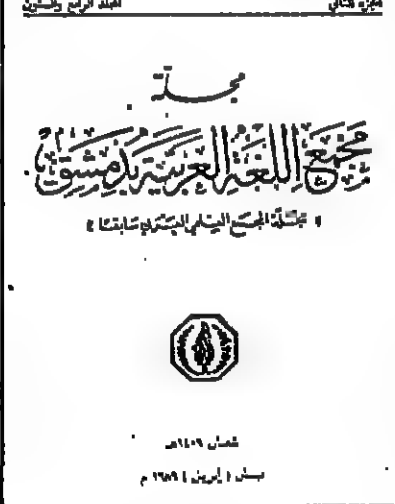 الجزء الثاني
المجلد الرابع والستون
مجلة
مجمع اللغة العربية بدمشق
« مجلة المجمع العلمي العربي سابقا »
شعبان ١٤٠٩هـ
نيسان ( أبريل ) ١٩٨٩ م